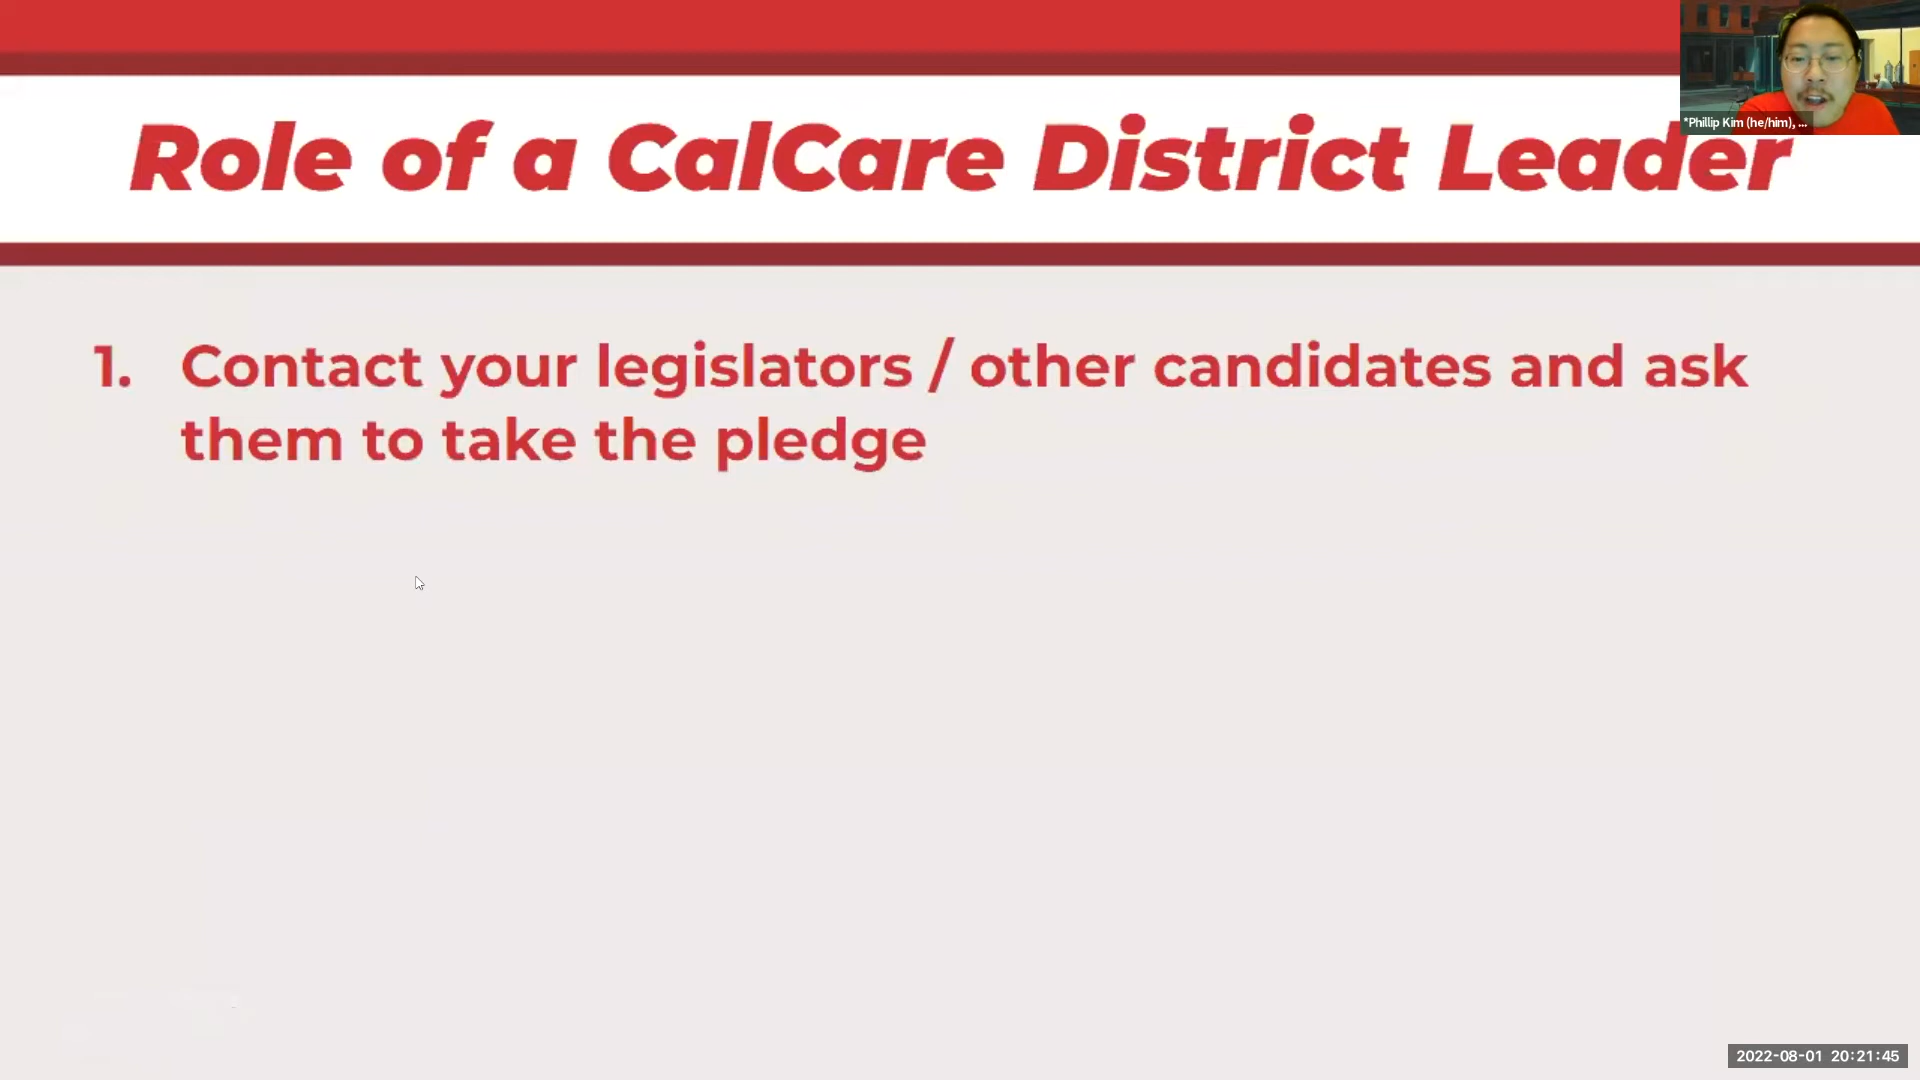 Role of a CalCare District Leader
*Phillip Kim (he/him), ...
1. Contact your legislators / other candidates and ask
them to take the pledge
2022-08-01 20:21:45